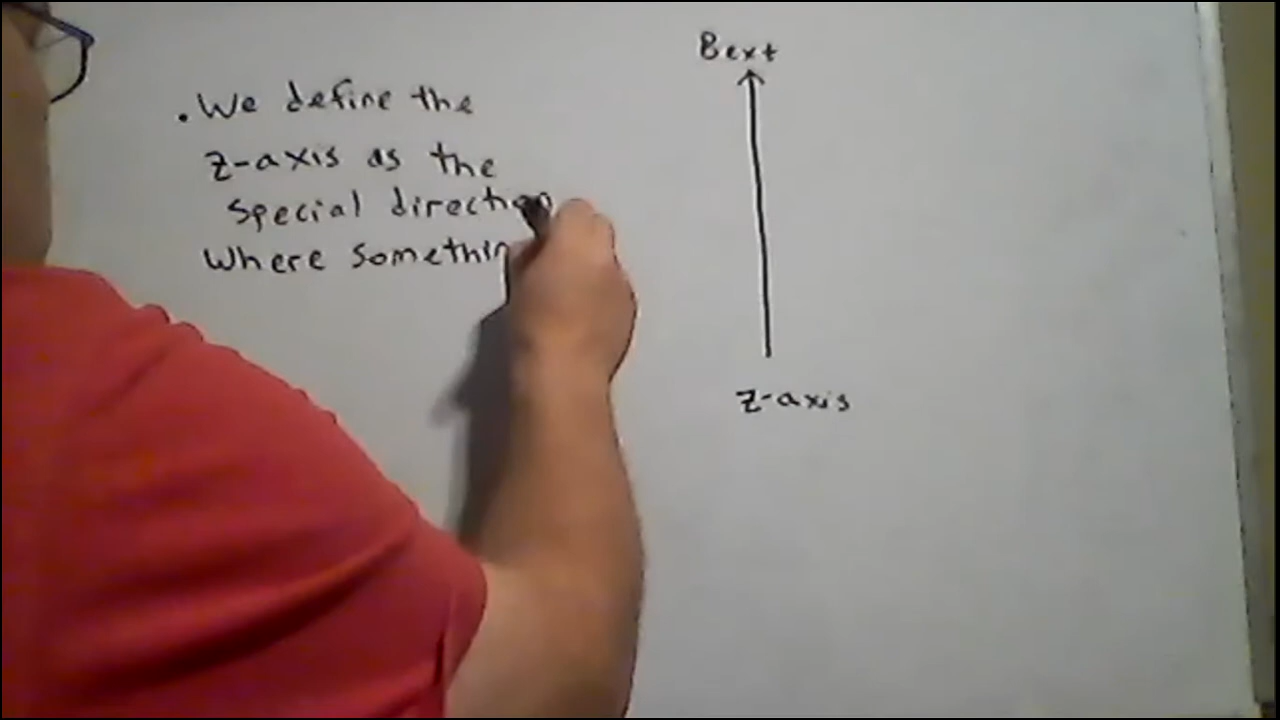 . We define the
z-axis as the
special direction
where somethin
Bext
z-axis